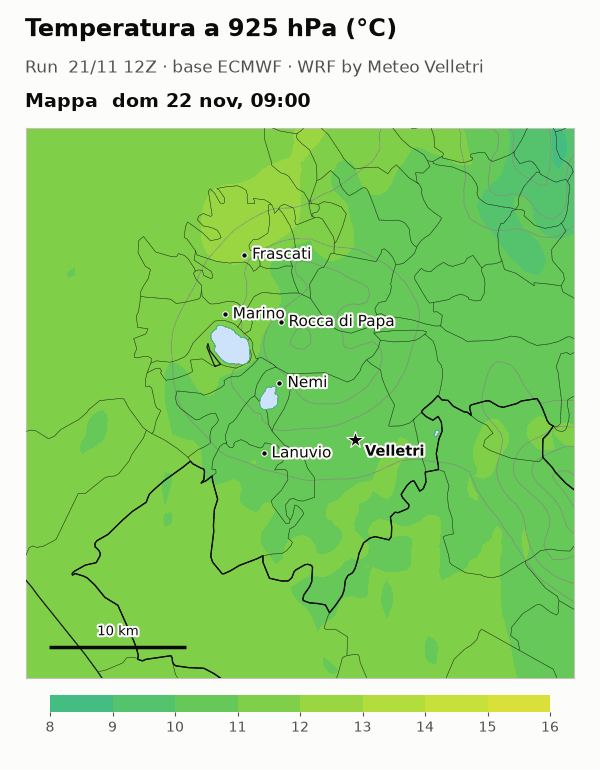 Temperatura a 925 hPa (°C)
Run  21/11 12Z · base ECMWF · WRF by Meteo Velletri
Mappa  dom 22 nov, 09:00
Frascati
Marino
Rocca di Papa
Nemi
Velletri
Lanuvio
10 km
8 9 10 11 12 13 14 15 16